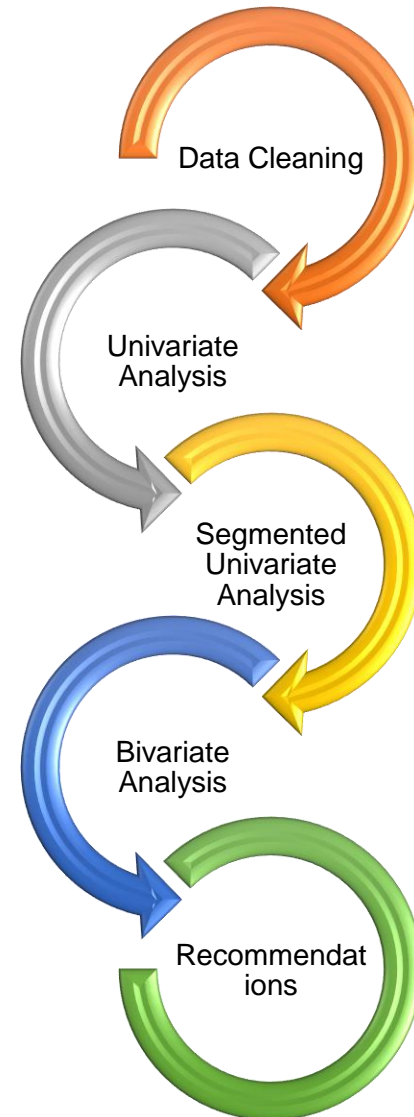 Data Cleaning
Univariate
Analysis
Segmented
Univariate
Analysis
Bivariate
Analysis
Recommendat
ions